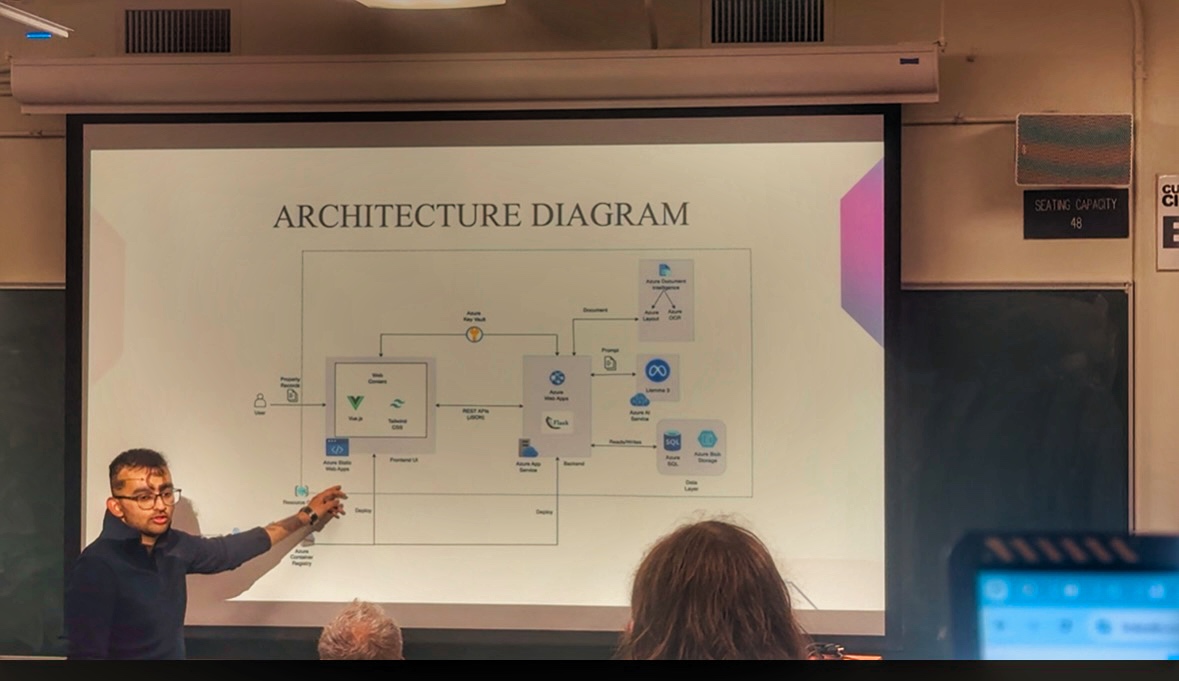 ARCHITECTURE DIAGRAM
SEATING CAPACITY
48
CU
CI
E
Azure Document
Intelligence
Azure
Layout
Azure
OCR
Document
Azure
Key Vault
Prompt
Web
Content
Vue.js
Tailwind
CSS
Property
Records
User
REST APIs
(JSON)
Azure
Web Apps
Flask
Llamma 3
Azure AI
Service
Reads/Writes
SQL
Azure
SQL
Azure Blob
Storage
Data
Layer
Azure Static
Web Apps
Frontend UI
Azure App
Service
Backend
Resource
Deploy
Deploy
Azure
Container
Registry